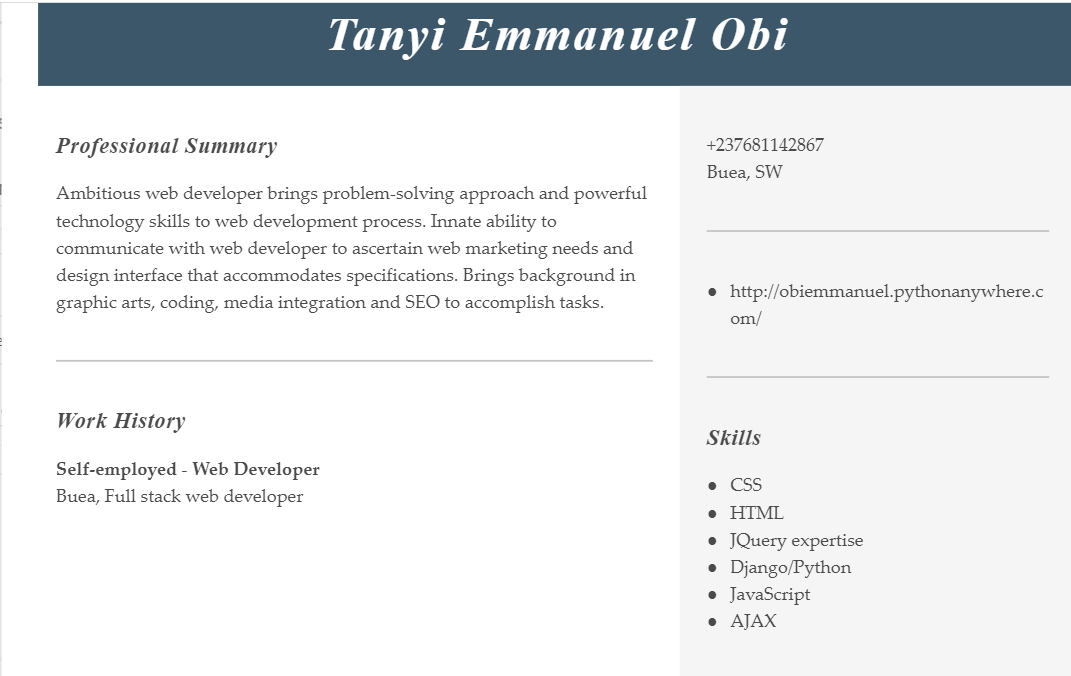 Tanyi Emmanuel Obi
Professional Summary
Ambitious web developer brings problem-solving approach and powerful
technology skills to web development process. Innate ability to
communicate with web developer to ascertain web marketing needs and
design interface that accommodates specifications. Brings background in
graphic arts, coding, media integration and SEO to accomplish tasks.
Work History
Self-employed - Web Developer
Buea, Full stack web developer
+237681142867
Buea, SW
● http://obiemmanuel.pythonanywhere.c
om/
Skills
● CSS
● HTML
● JQuery expertise
● Django/Python
● JavaScript
● AJAX